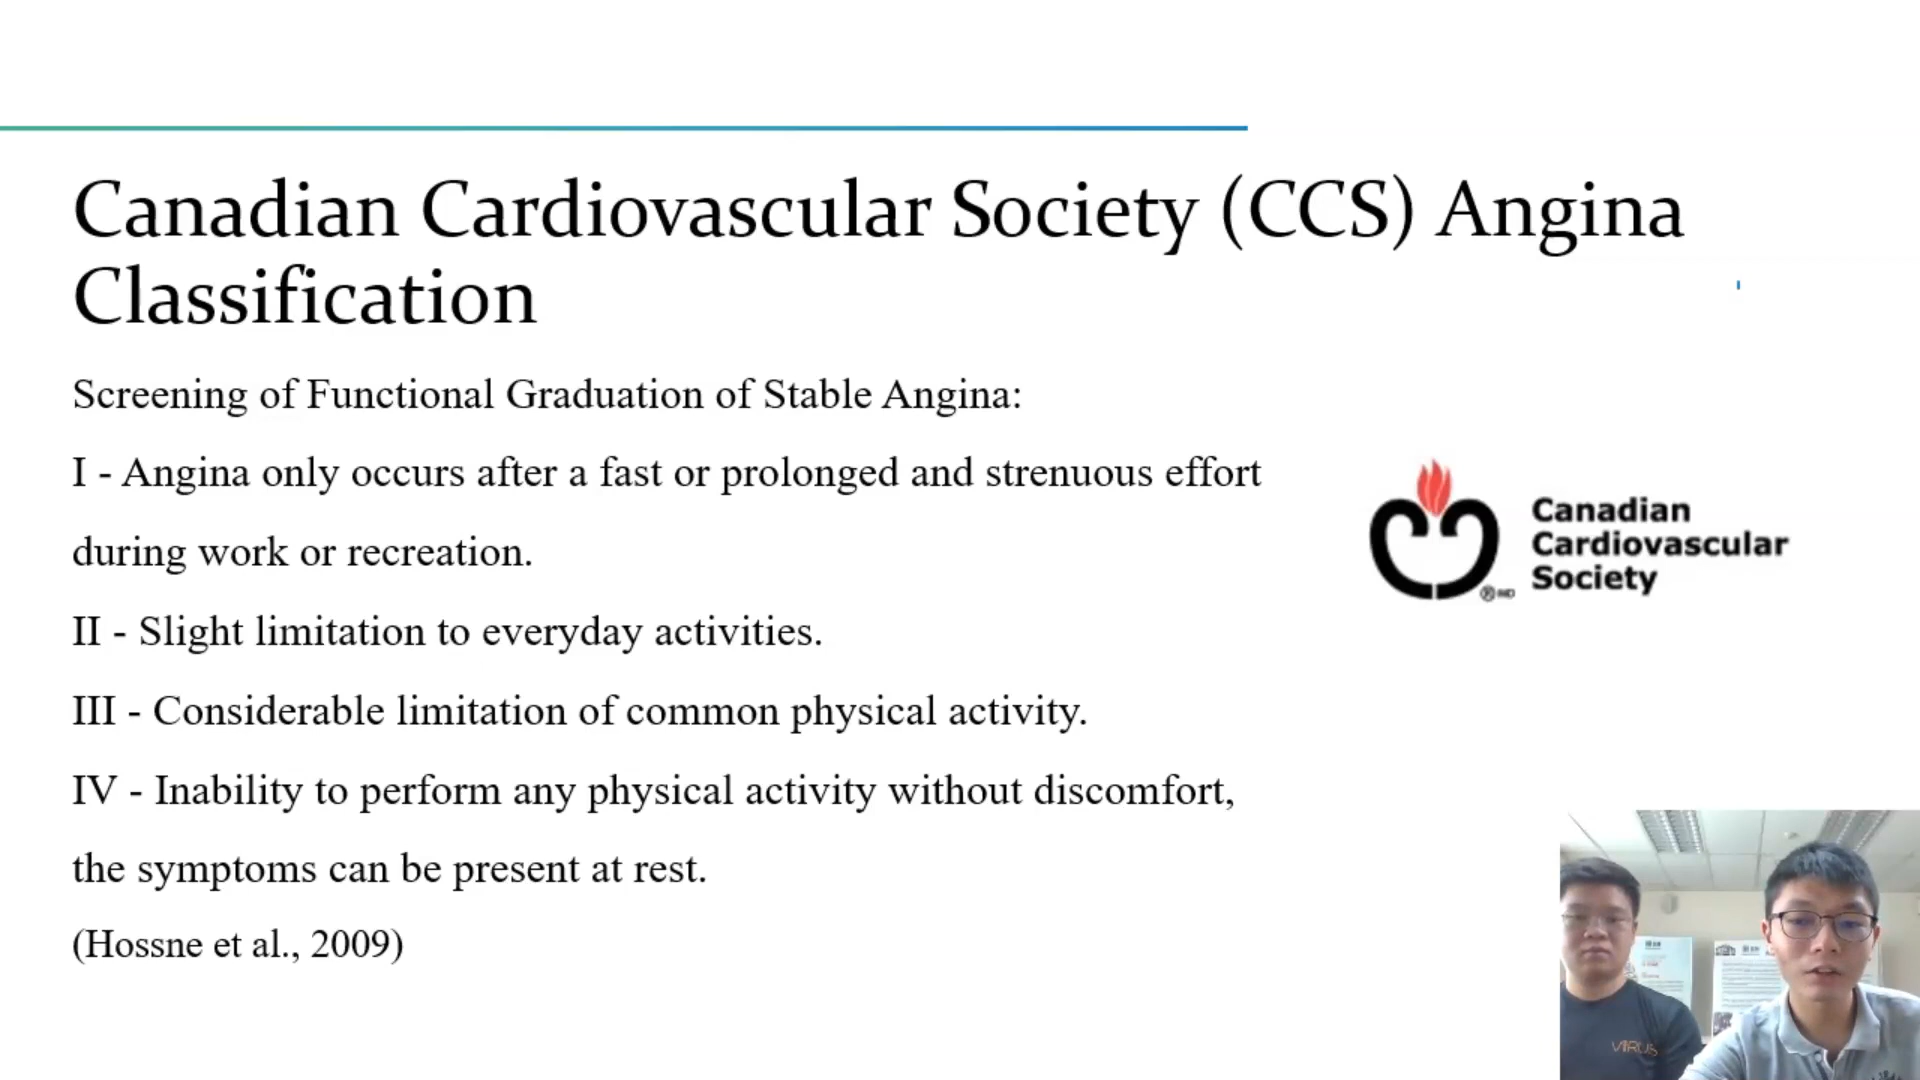 Canadian Cardiovascular Society (CCS) Angina
Classification
Screening of Functional Graduation of Stable Angina:
I - Angina only occurs after a fast or prolonged and strenuous effort
during work or recreation.
II - Slight limitation to everyday activities.
III - Considerable limitation of common physical activity.
IV - Inability to perform any physical activity without discomfort,
the symptoms can be present at rest.
(Hossne et al., 2009)
Canadian
Cardiovascular
Society
®
VIRUS